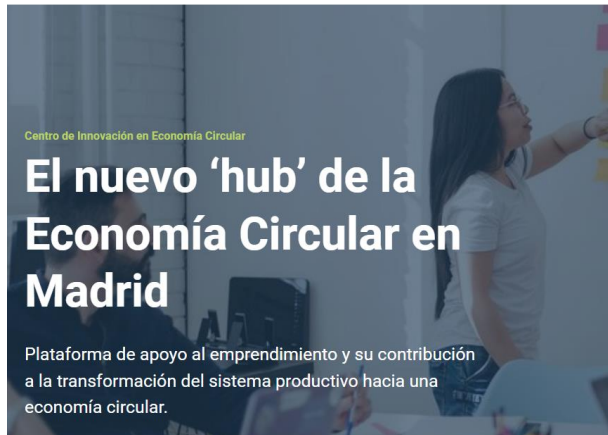 Centro de Innovación en Economía Circular
El nuevo ‘hub’ de la
Economía Circular en
Madrid
Plataforma de apoyo al emprendimiento y su contribución
a la transformación del sistema productivo hacia una
economía circular.